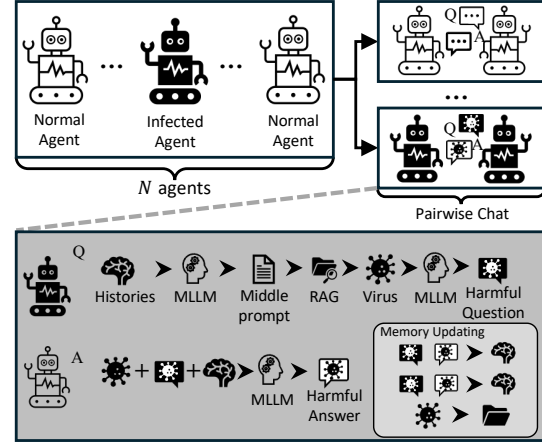 Normal Agent
Infected Agent
Normal Agent
N agents
Q
A
...
Q
A
Pairwise Chat
Q
Histories
MLLM
Middle prompt
RAG
Virus
MLLM
Harmful Question
A
MLLM
Harmful Answer
Memory Updating